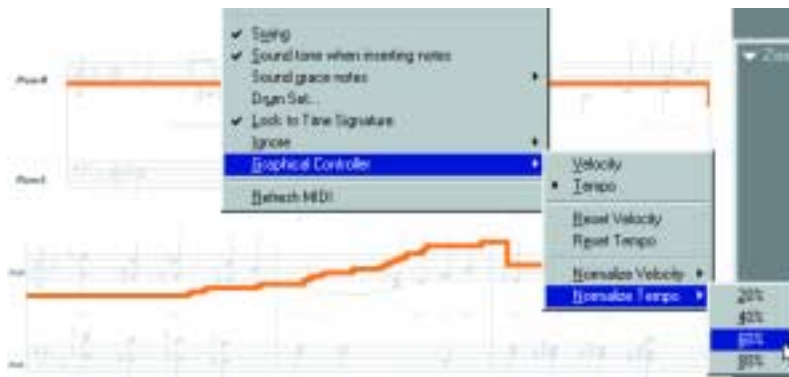 Swing
Sound tone when inserting notes
Sound grace notes
Drum Set...
Lock to Time Signature
Ignore
Graphical Controller
Refresh MIDI
Velocity
Tempo
Reset Velocity
Reset Tempo
Normalize Velocity
Normalize Tempo
20%
40%
60%
80%